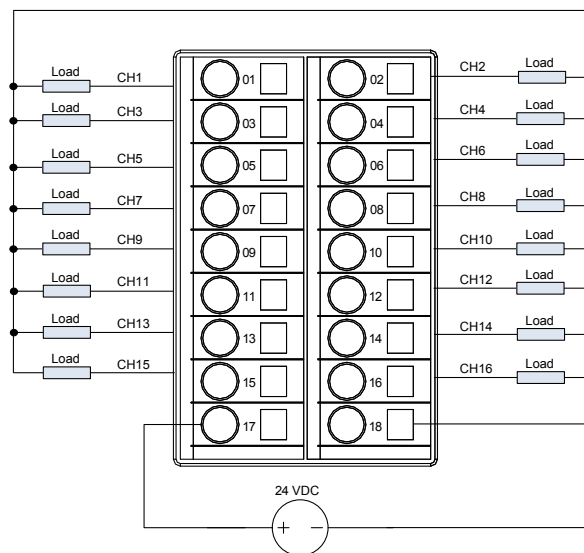 Load CH1 01 02 CH2 Load
Load CH3 03 04 CH4 Load
Load CH5 05 06 CH6 Load
Load CH7 07 08 CH8 Load
Load CH9 09 10 CH10 Load
Load CH11 11 12 CH12 Load
Load CH13 13 14 CH14 Load
Load CH15 15 16 CH16 Load
17 18
24 VDC
+ −